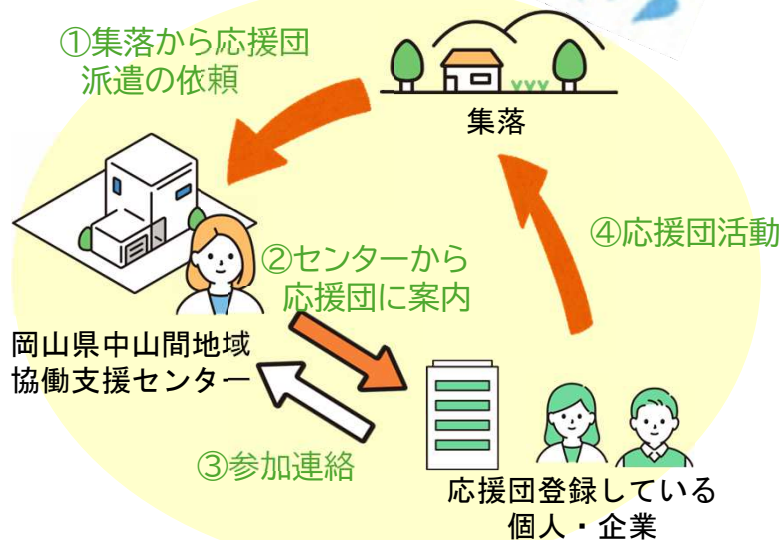 ①集落から応援団
派遣の依頼
集落
②センターから
応援団に案内
④応援団活動
岡山県中山間地域
協働支援センター
③参加連絡
応援団登録している
個人・企業